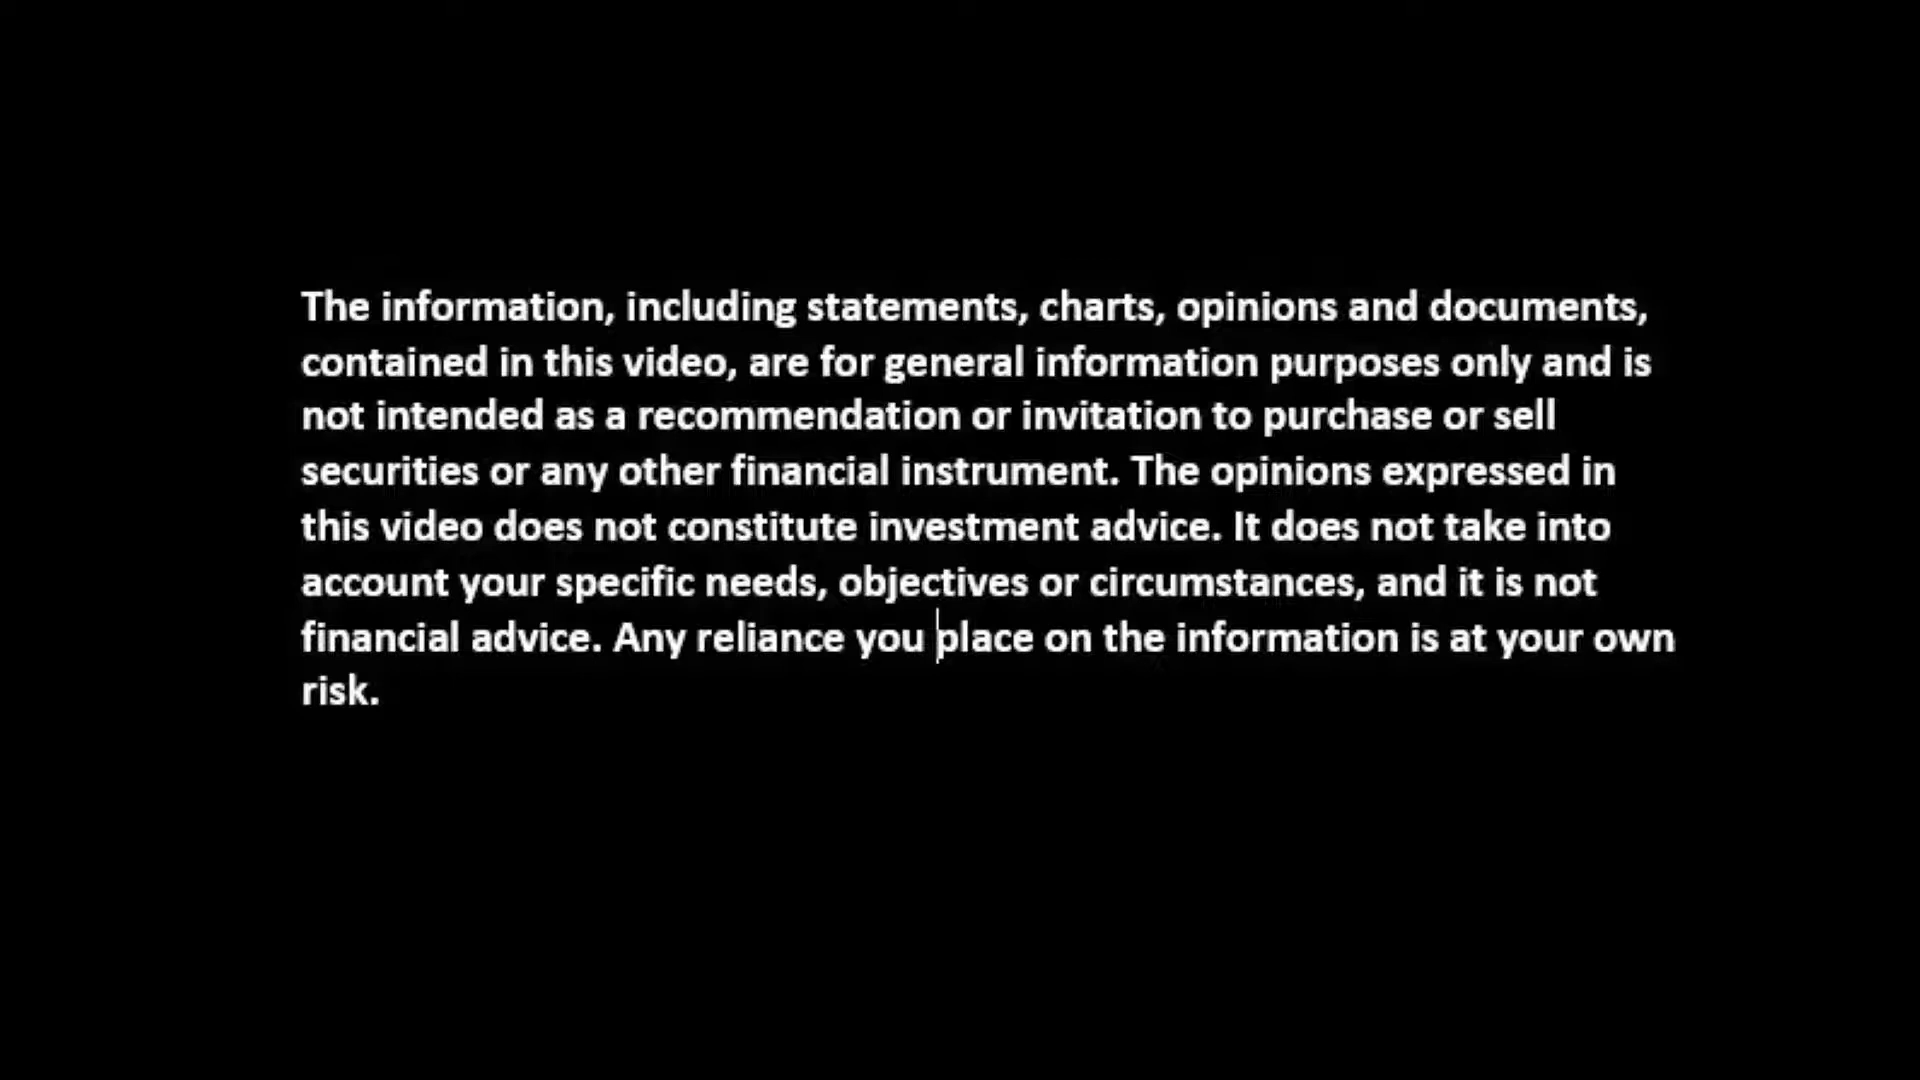 The information, including statements, charts, opinions and documents,
contained in this video, are for general information purposes only and is
not intended as a recommendation or invitation to purchase or sell
securities or any other financial instrument. The opinions expressed in
this video does not constitute investment advice. It does not take into
account your specific needs, objectives or circumstances, and it is not
financial advice. Any reliance you place on the information is at your own
risk.